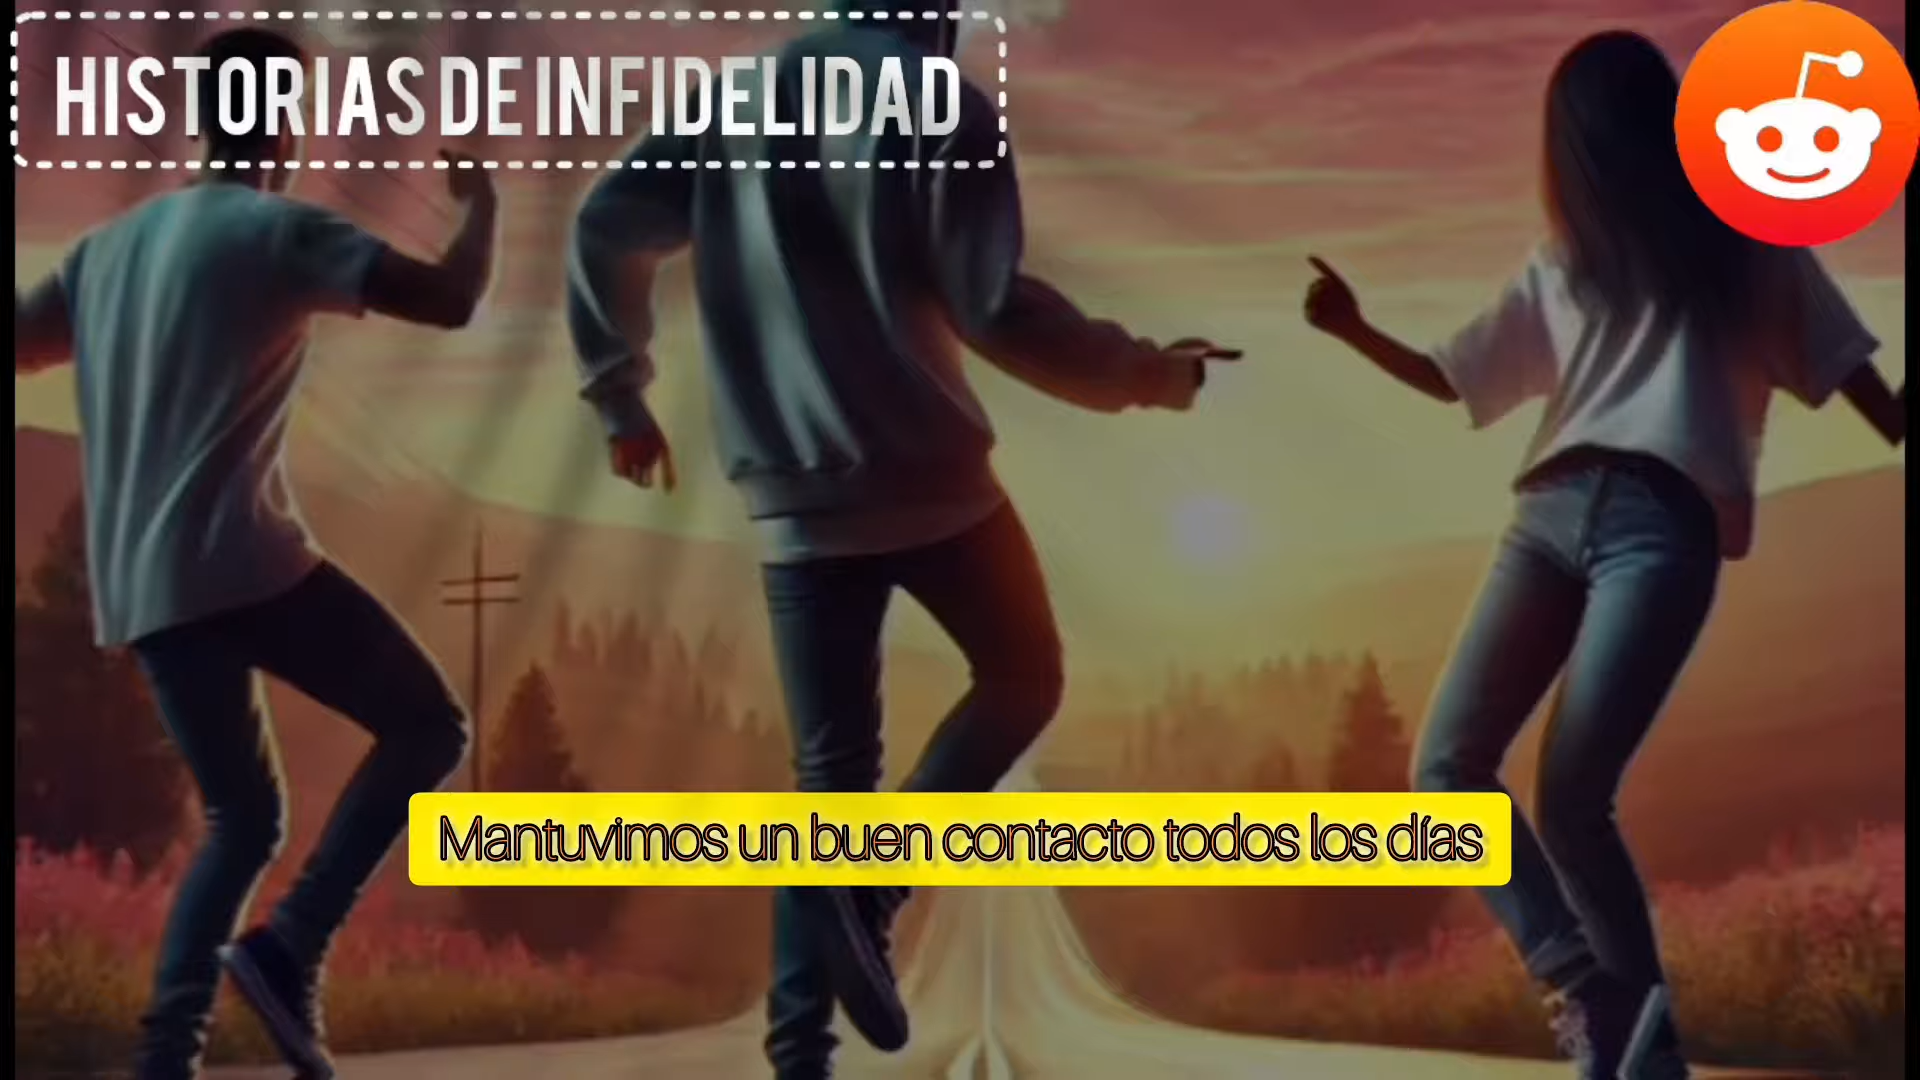 HISTORIAS DE INFIDELIDAD
Mantuvimos un buen contacto todos los días